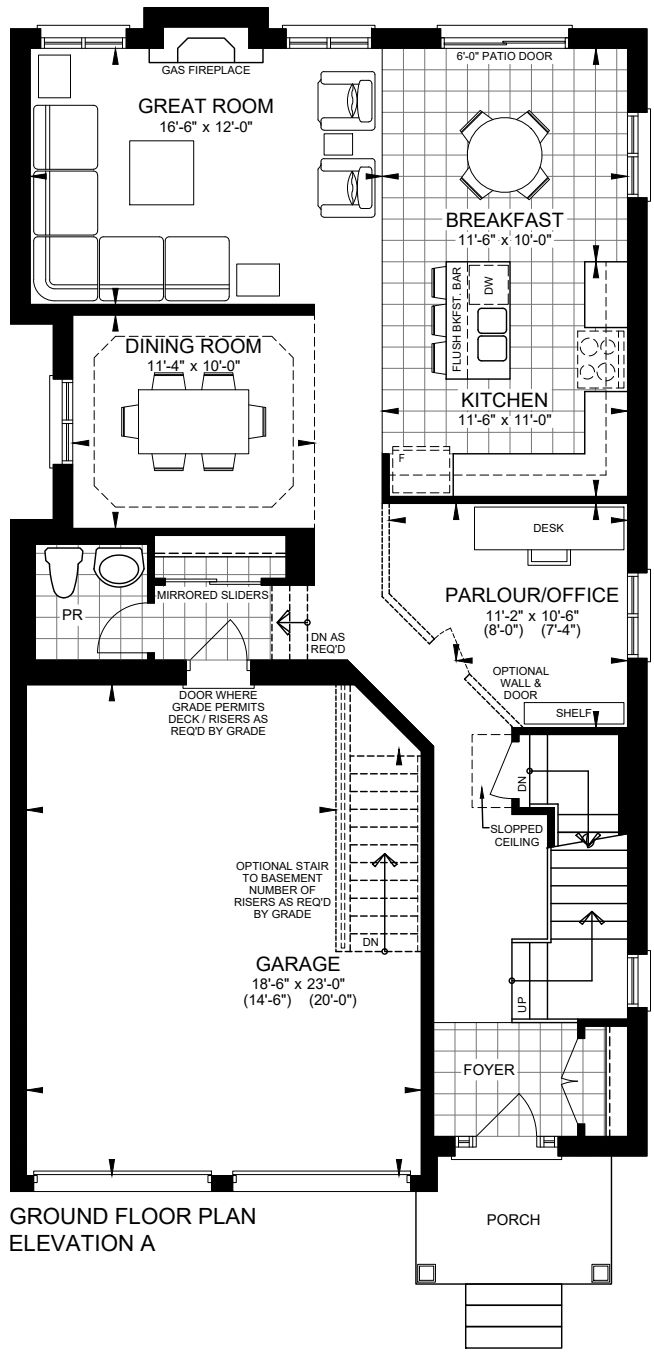 GAS FIREPLACE
6'-0" PATIO DOOR
GREAT ROOM
16'-6" x 12'-0"
BREAKFAST
11'-6" x 10'-0"
FLUSH BKFST. BAR
DW
DINING ROOM
11'-4" x 10'-0"
KITCHEN
11'-6" x 11'-0"
F
DESK
MIRRORED SLIDERS
PR
PARLOUR/OFFICE
11'-2" x 10'-6"
(8'-0") (7'-4")
DN AS
REQ'D
OPTIONAL
WALL &
DOOR
SHELF
DOOR WHERE
GRADE PERMITS
DECK / RISERS AS
REQ'D BY GRADE
DN
SLOPPED
CEILING
OPTIONAL STAIR
TO BASEMENT
NUMBER OF
RISERS AS REQ'D
BY GRADE
DN
GARAGE
18'-6" x 23'-0"
(14'-6") (20'-0")
UP
FOYER
PORCH
GROUND FLOOR PLAN
ELEVATION A